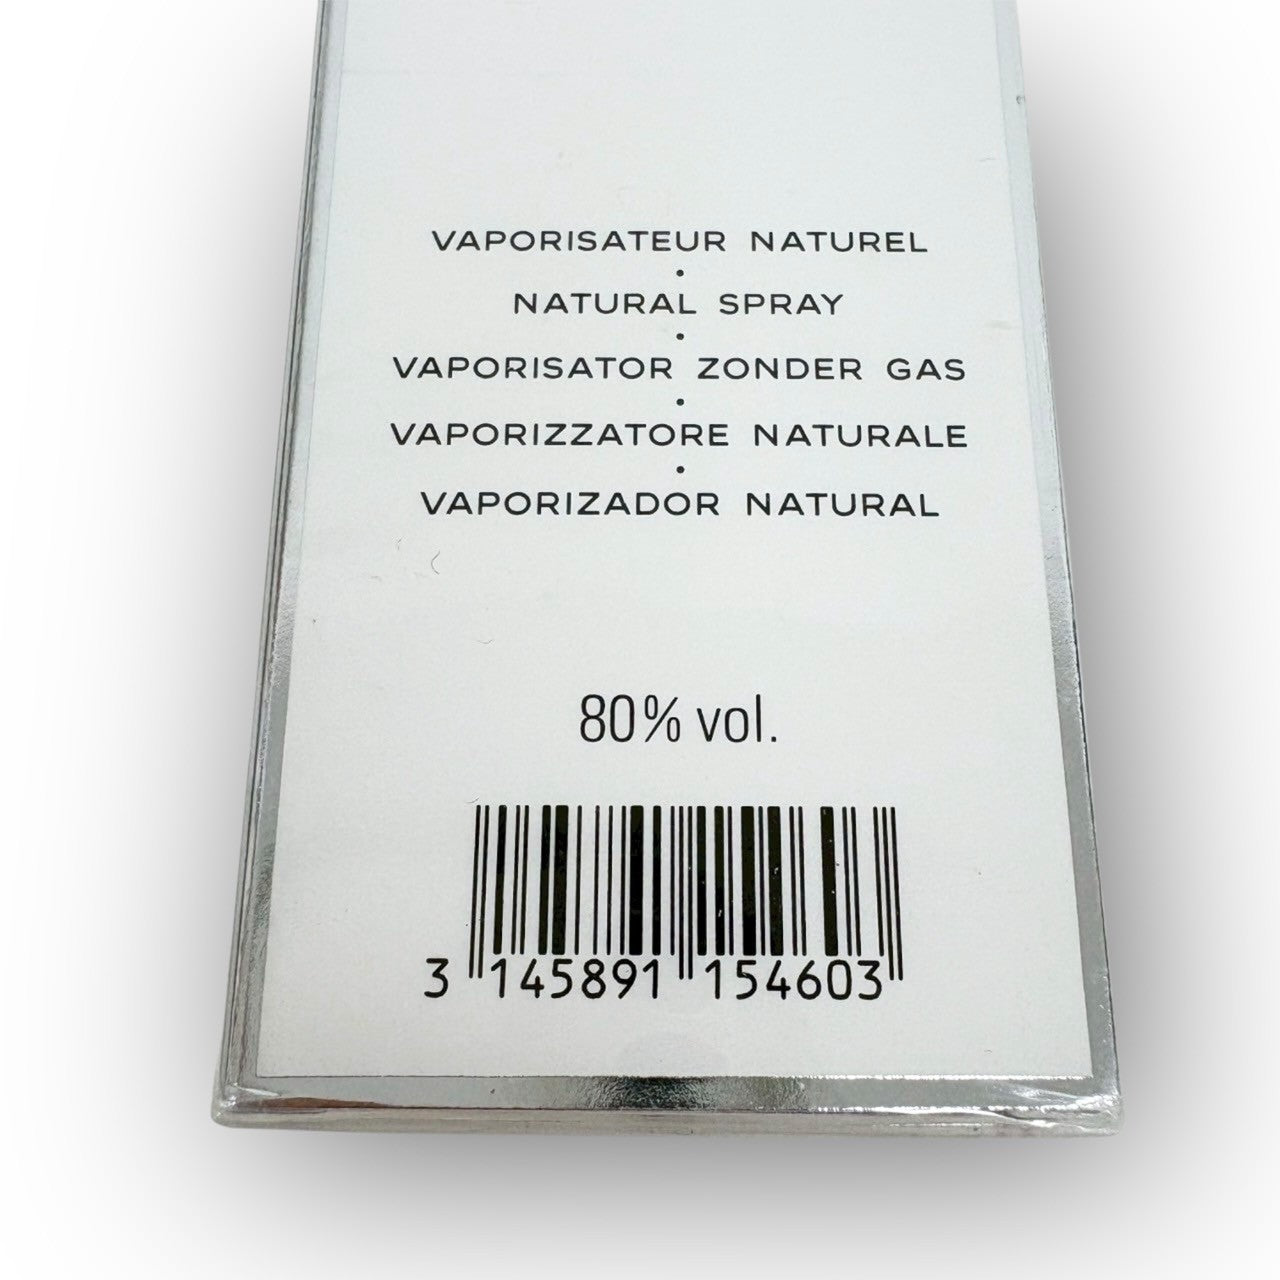 VAPORISATEUR NATUREL
•
NATURAL SPRAY
•
VAPORISATOR ZONDER GAS
•
VAPORIZZATORE NATURALE
•
VAPORIZADOR NATURAL
80% vol.
3 145891 154603